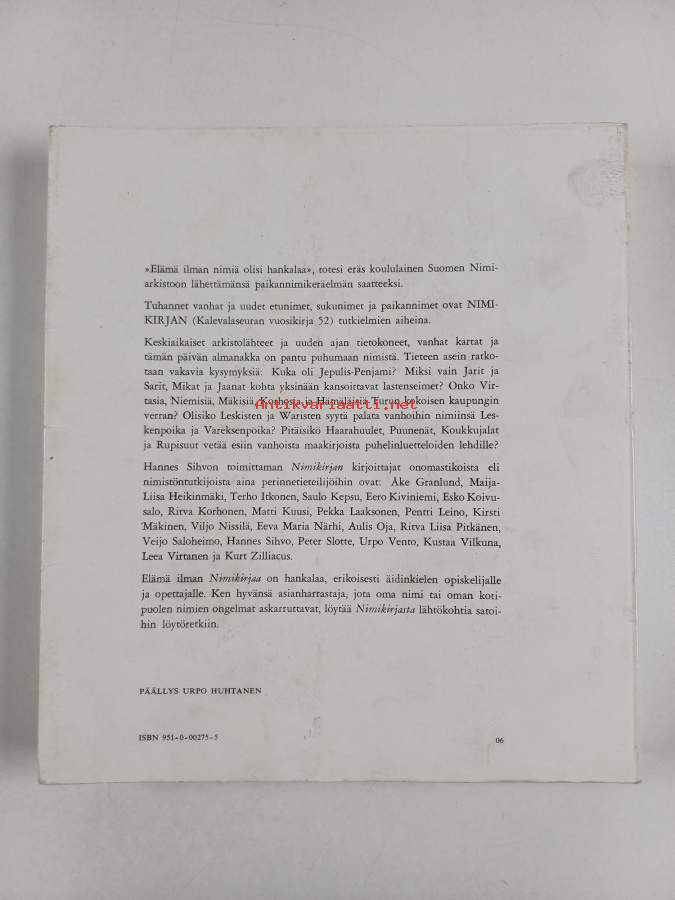 »Elämä ilman nimiä olisi hankalaa», totesi eräs koululainen Suomen Nimi-
arkistoon lähettämänsä paikannimikeräelmän saatteeksi.
Tuhannet vanhat ja uudet etunimet, sukunimet ja paikannimet ovat NIMI-
KIRJAN (Kalevalaseuran vuosikirja 52) tutkielmien aiheina.
Keskiaikaiset arkistolähteet ja uuden ajan tietokoneet, vanhat kartat ja
tämän päivän almanakka on pantu puhumaan nimistä. Tieteen asein ratko-
taan vakavia kysymyksiä: Kuka oli Jepulis-Penjami? Miksi vain Jarit ja
Sarit, Mikat ja Jaanat kohta yksinään kansoittavat lastenseimet? Onko Vir-
tasia, Niemisiä, Mäkisiä, Korhosia ja Hämäläisiä Turun kokoisen kaupungin
Antikvariaatti.net
verran? Olisiko Leskisten ja Waristen syytä palata vanhoihin nimiinsä Les-
kenpoika ja Vareksenpoika? Pitäisikö Haarahuulet, Puunenät, Koukkujalat
ja Rupisuut vetää esiin vanhoista maakirjoista puhelinluetteloiden lehdille?
Hannes Sihvon toimittaman Nimikirjan kirjoittajat onomastikoista eli
nimistöntutkijoista aina perinnetieteilijöihin ovat: Åke Granlund, Maija-
Liisa Heikinmäki, Terho Itkonen, Saulo Kepsu, Eero Kiviniemi, Esko Koivu-
salo, Ritva Korhonen, Matti Kuusi, Pekka Laaksonen, Pentti Leino, Kirsti
Mäkinen, Viljo Nissilä, Eeva Maria Närhi, Aulis Oja, Ritva Liisa Pitkänen,
Veijo Saloheimo, Hannes Sihvo, Peter Slotte, Urpo Vento, Kustaa Vilkuna,
Leea Virtanen ja Kurt Zilliacus.
Elämä ilman Nimikirjaa on hankalaa, erikoisesti äidinkielen opiskelijalle
ja opettajalle. Ken hyvänsä asianharrastaja, jota oma nimi tai oman koti-
puolen nimien ongelmat askarruttavat, löytää Nimikirjasta lähtökohtia satoi-
hin löytöretkiin.
PÄÄLLYS URPO HUHTANEN
ISBN 951-0-00275-5
06